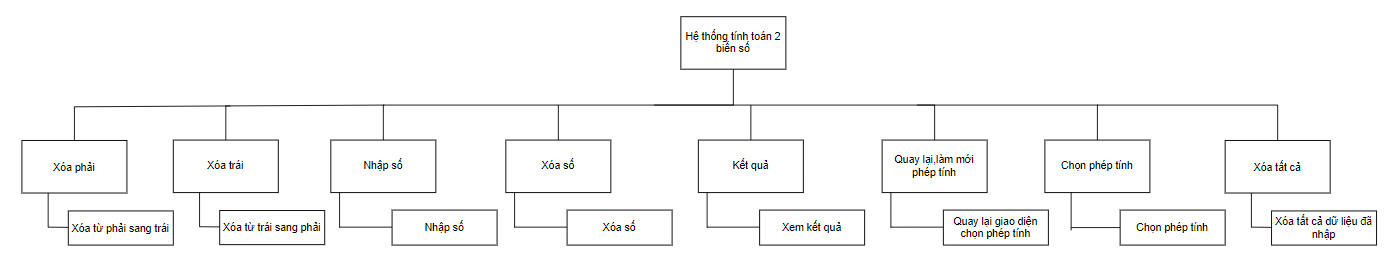 Hệ thống tính toán 2
biến số
Xóa phải
Xóa trái
Nhập số
Xóa số
Kết quả
Quay lại,làm mới
phép tính
Chọn phép tính
Xóa tất cả
Xóa từ phải sang trái
Xóa từ trái sang phải
Nhập số
Xóa số
Xem kết quả
Quay lại giao diện
chọn phép tính
Chọn phép tính
Xóa tất cả dữ liệu đã
nhập